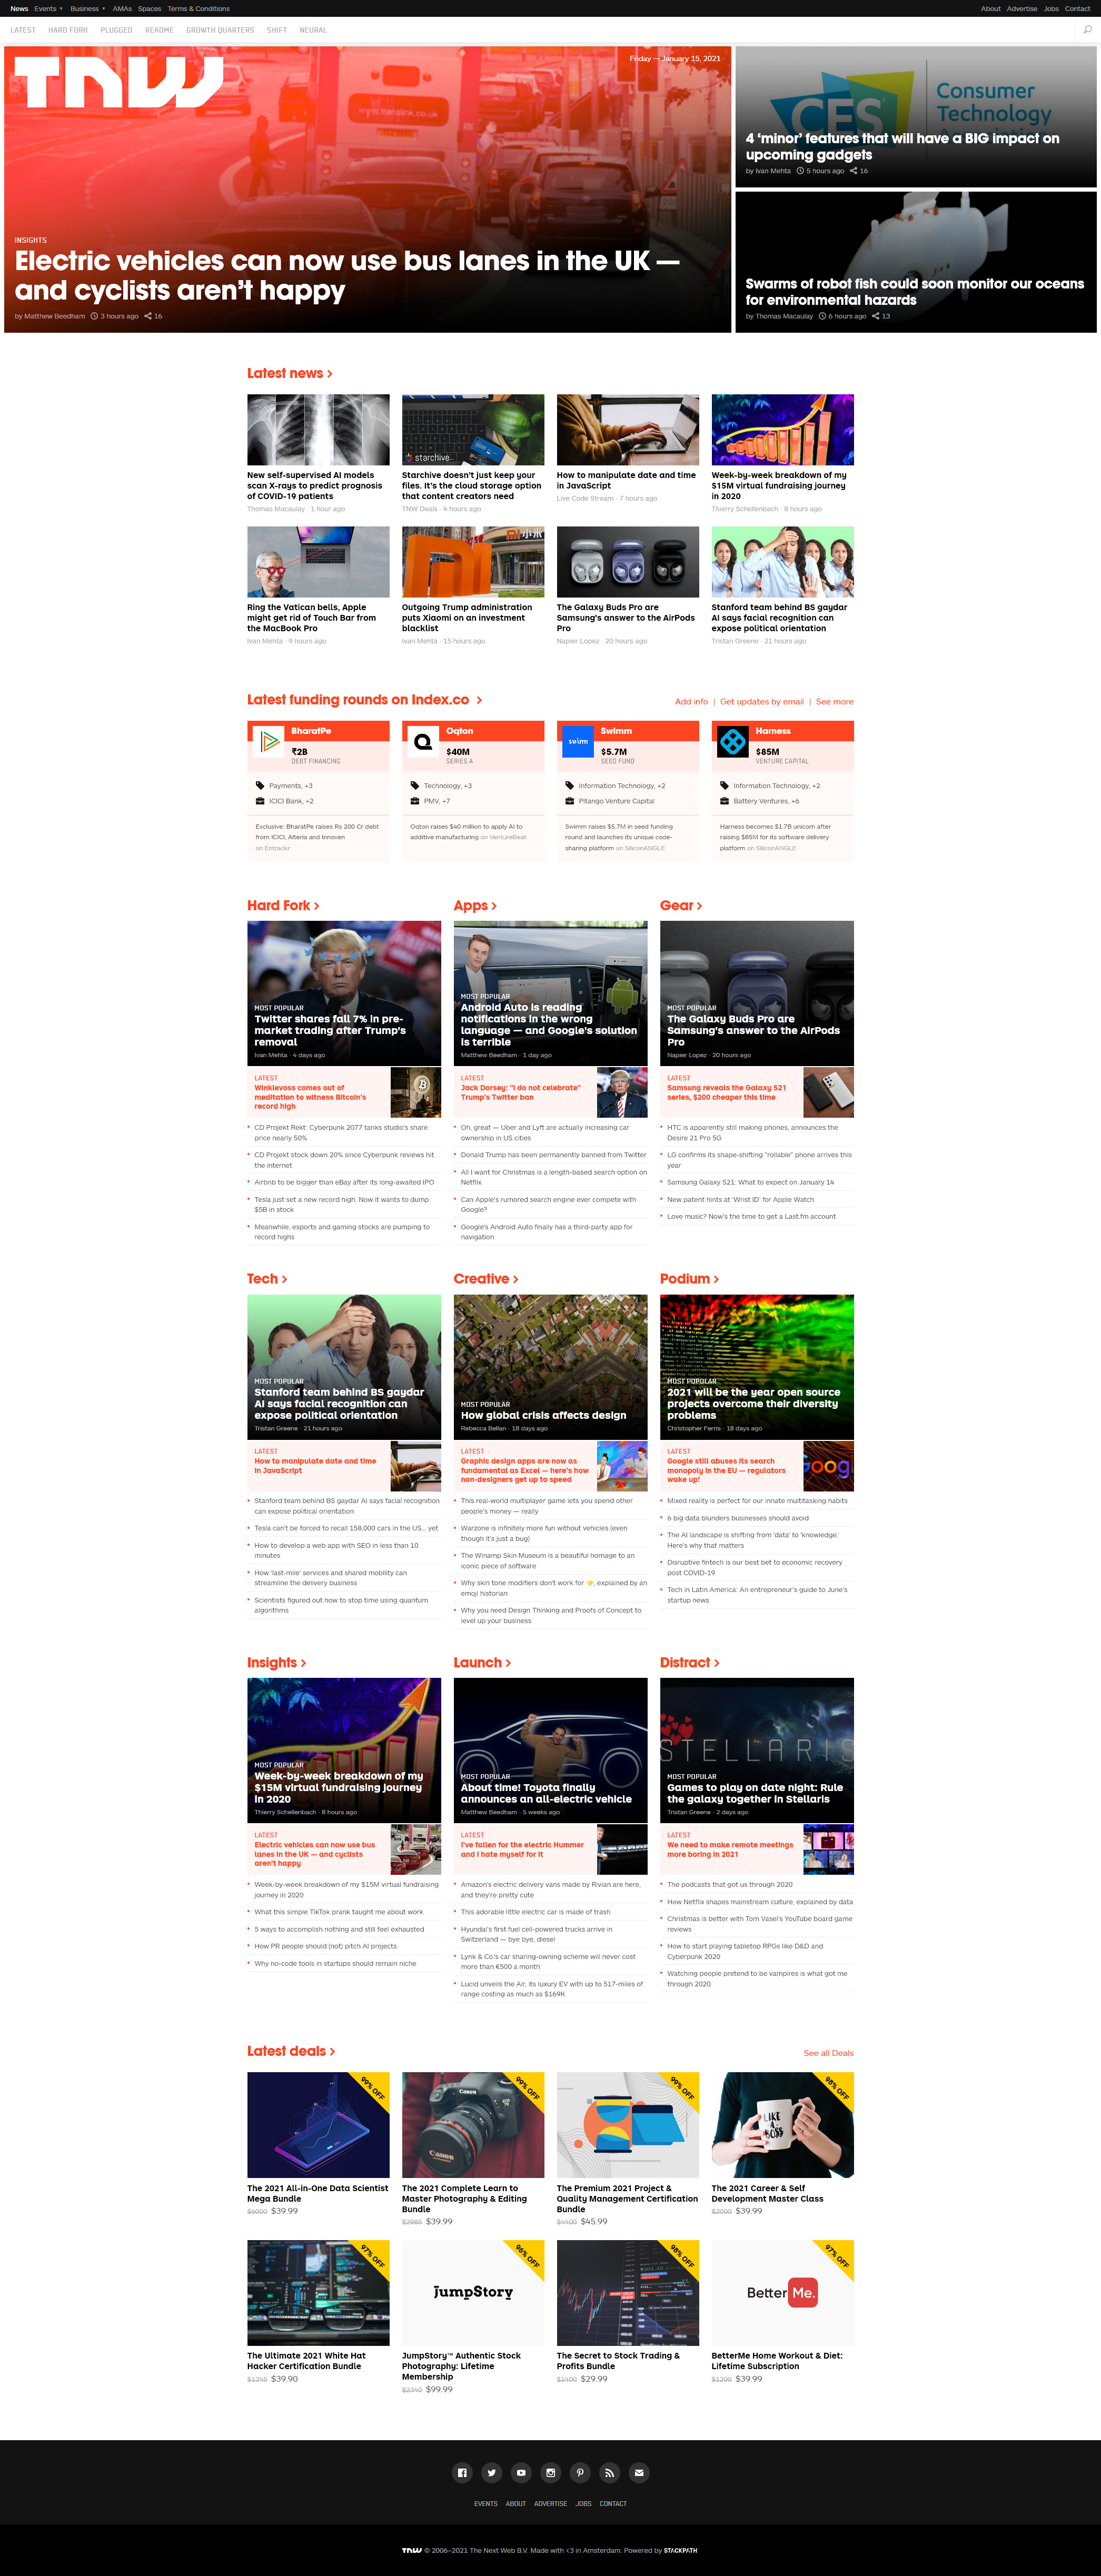 News Events Business AMAs Spaces Terms & Conditions
About Advertise Jobs Contact
LATEST HARD FORK PLUGGED README GROWTH QUARTERS SHIFT NEURAL
TNW
Friday — January 15, 2021
www.translink.co.uk
INSIGHTS
Electric vehicles can now use bus lanes in the UK —
and cyclists aren't happy
by Matthew Beedham 3 hours ago 16
CES
Consumer
Technology
4 'minor' features that will have a BIG impact on
upcoming gadgets
by Ivan Mehta 5 hours ago 16
Swarms of robot fish could soon monitor our oceans
for environmental hazards
by Thomas Macaulay 6 hours ago 13
Latest news
starchive
New self-supervised AI models
scan X-rays to predict prognosis
of COVID-19 patients
Thomas Macaulay · 1 hour ago
Starchive doesn't just keep your
files. It's the cloud storage option
that content creators need
TNW Deals · 4 hours ago
How to manipulate date and time
in JavaScript
Live Code Stream · 7 hours ago
Week-by-week breakdown of my
$15M virtual fundraising journey
in 2020
Thierry Schellenbach · 8 hours ago
Ring the Vatican bells, Apple
might get rid of Touch Bar from
the MacBook Pro
Ivan Mehta · 9 hours ago
Outgoing Trump administration
puts Xiaomi on an investment
blacklist
Ivan Mehta · 15 hours ago
The Galaxy Buds Pro are
Samsung's answer to the AirPods
Pro
Napier Lopez · 20 hours ago
Stanford team behind BS gaydar
AI says facial recognition can
expose political orientation
Tristan Greene · 21 hours ago
Latest funding rounds on Index.co
Add info | Get updates by email | See more
BharatPe
₹2B
DEBT FINANCING
Payments, +3
ICICI Bank, +2
Exclusive: BharatPe raises Rs 200 Cr debt
from ICICI, Alteria and Innoven
on Entrackr
Oqton
$40M
SERIES A
Technology, +3
PMV, +7
Oqton raises $40 million to apply AI to
additive manufacturing on VentureBeat
swimm
Swimm
$5.7M
SEED FUND
Information Technology, +2
Pitango Venture Capital
Swimm raises $5.7M in seed funding
round and launches its unique code-
sharing platform on SiliconANGLE
Harness
$85M
VENTURE CAPITAL
Information Technology, +2
Battery Ventures, +6
Harness becomes $1.7B unicorn after
raising $85M for its software delivery
platform on SiliconANGLE
Hard Fork
MOST POPULAR
Twitter shares fall 7% in pre-
market trading after Trump's
removal
Ivan Mehta · 4 days ago
LATEST
Winklevoss comes out of
meditation to witness Bitcoin's
record high
CD Projekt Rekt: Cyberpunk 2077 tanks studio's share
price nearly 50%
CD Projekt stock down 20% since Cyberpunk reviews hit
the internet
Airbnb to be bigger than eBay after its long-awaited IPO
Tesla just set a new record high. Now it wants to dump
$5B in stock
Meanwhile, esports and gaming stocks are pumping to
record highs
Apps
MOST POPULAR
Android Auto is reading
notifications in the wrong
language — and Google's solution
is terrible
Matthew Beedham · 1 day ago
LATEST
Jack Dorsey: "I do not celebrate"
Trump's Twitter ban
Oh, great — Uber and Lyft are actually increasing car
ownership in US cities
Donald Trump has been permanently banned from Twitter
All I want for Christmas is a length-based search option on
Netflix
Can Apple's rumored search engine ever compete with
Google?
Google's Android Auto finally has a third-party app for
navigation
Gear
MOST POPULAR
The Galaxy Buds Pro are
Samsung's answer to the AirPods
Pro
Napier Lopez · 20 hours ago
LATEST
Samsung reveals the Galaxy S21
series, $200 cheaper this time
HTC is apparently still making phones, announces the
Desire 21 Pro 5G
LG confirms its shape-shifting "rollable" phone arrives this
year
Samsung Galaxy S21: What to expect on January 14
New patent hints at 'Wrist ID' for Apple Watch
Love music? Now's the time to get a Last.fm account
Tech
MOST POPULAR
Stanford team behind BS gaydar
AI says facial recognition can
expose political orientation
Tristan Greene · 21 hours ago
LATEST
How to manipulate date and time
in JavaScript
Stanford team behind BS gaydar AI says facial recognition
can expose political orientation
Tesla can't be forced to recall 158,000 cars in the US... yet
How to develop a web app with SEO in less than 10
minutes
How 'last-mile' services and shared mobility can
streamline the delivery business
Scientists figured out how to stop time using quantum
algorithms
Creative
MOST POPULAR
How global crisis affects design
Rebecca Bellan · 18 days ago
LATEST
Graphic design apps are now as
fundamental as Excel — here's how
non-designers get up to speed
This real-world multiplayer game lets you spend other
people's money — really
Warzone is infinitely more fun without vehicles (even
though it's just a bug)
The Winamp Skin Museum is a beautiful homage to an
iconic piece of software
Why skin tone modifiers don't work for 🤝, explained by an
emoji historian
Why you need Design Thinking and Proofs of Concept to
level up your business
Podium
MOST POPULAR
2021 will be the year open source
projects overcome their diversity
problems
Christopher Ferris · 18 days ago
LATEST
Google still abuses its search
monopoly in the EU — regulators
wake up!
Mixed reality is perfect for our innate multitasking habits
6 big data blunders businesses should avoid
The AI landscape is shifting from 'data' to 'knowledge.'
Here's why that matters
Disruptive fintech is our best bet to economic recovery
post COVID-19
Tech in Latin America: An entrepreneur's guide to June's
startup news
Insights
MOST POPULAR
Week-by-week breakdown of my
$15M virtual fundraising journey
in 2020
Thierry Schellenbach · 8 hours ago
LATEST
Electric vehicles can now use bus
lanes in the UK — and cyclists
aren't happy
Week-by-week breakdown of my $15M virtual fundraising
journey in 2020
What this simple TikTok prank taught me about work
5 ways to accomplish nothing and still feel exhausted
How PR people should (not) pitch AI projects
Why no-code tools in startups should remain niche
Launch
MOST POPULAR
About time! Toyota finally
announces an all-electric vehicle
Matthew Beedham · 5 weeks ago
LATEST
I've fallen for the electric Hummer
and I hate myself for it
Amazon's electric delivery vans made by Rivian are here,
and they're pretty cute
This adorable little electric car is made of trash
Hyundai's first fuel cell-powered trucks arrive in
Switzerland — bye bye, diesel
Lynk & Co.'s car sharing-owning scheme will never cost
more than €500 a month
Lucid unveils the Air, its luxury EV with up to 517-miles of
range costing as much as $169K
Distract
STELLARIS
MOST POPULAR
Games to play on date night: Rule
the galaxy together in Stellaris
Tristan Greene · 2 days ago
LATEST
We need to make remote meetings
more boring in 2021
The podcasts that got us through 2020
How Netflix shapes mainstream culture, explained by data
Christmas is better with Tom Vasel's YouTube board game
reviews
How to start playing tabletop RPGs like D&D and
Cyberpunk 2020
Watching people pretend to be vampires is what got me
through 2020
Latest deals
See all Deals
99% OFF
The 2021 All-in-One Data Scientist
Mega Bundle
$6000 $39.99
Canon
Canon
99% OFF
The 2021 Complete Learn to
Master Photography & Editing
Bundle
$2985 $39.99
99% OFF
The Premium 2021 Project &
Quality Management Certification
Bundle
$4400 $45.99
LIKE
A
BOSS
98% OFF
The 2021 Career & Self
Development Master Class
$2000 $39.99
97% OFF
The Ultimate 2021 White Hat
Hacker Certification Bundle
$1345 $39.90
JumpStory
96% OFF
JumpStory™ Authentic Stock
Photography: Lifetime
Membership
$2340 $99.99
98% OFF
The Secret to Stock Trading &
Profits Bundle
$1400 $29.99
Better Me.
97% OFF
BetterMe Home Workout & Diet:
Lifetime Subscription
$1200 $39.99
EVENTS ABOUT ADVERTISE JOBS CONTACT
TNW © 2006–2021 The Next Web B.V. Made with <3 in Amsterdam. Powered by STACKPATH